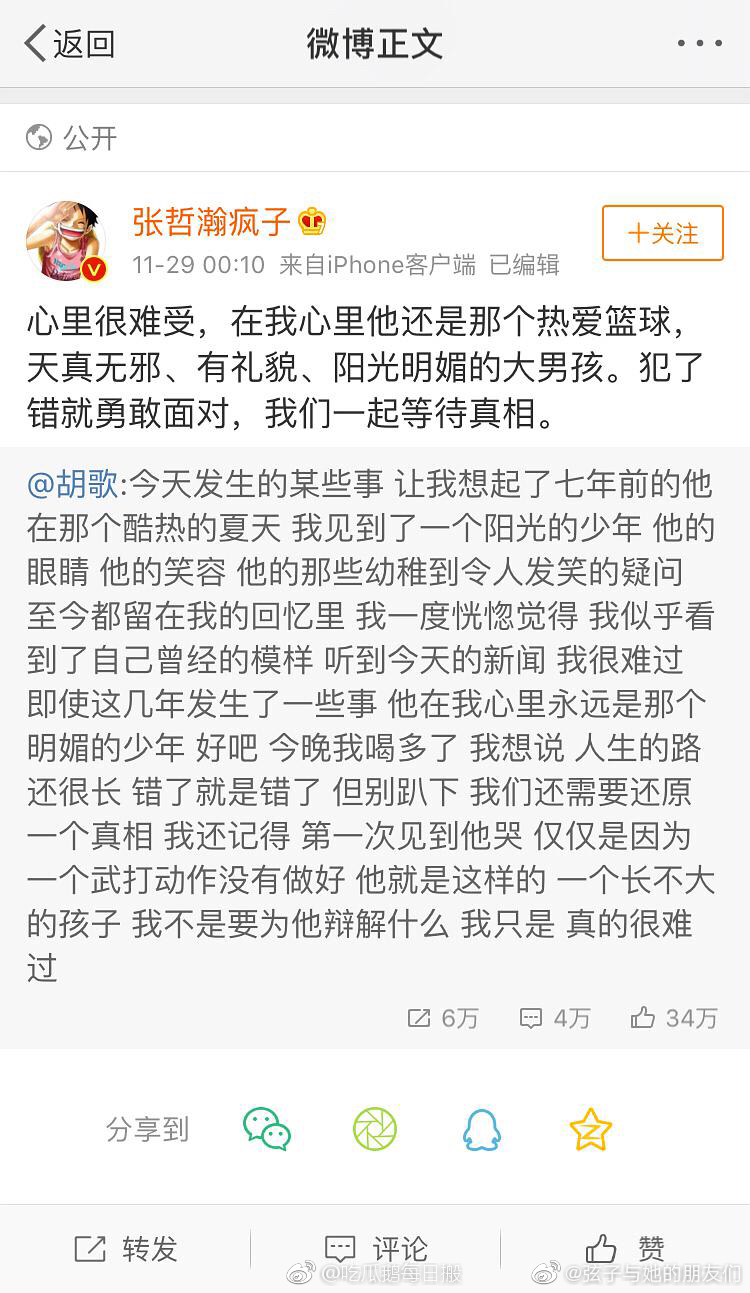 返回
微博正文
公开
张哲瀚疯子
11-29 00:10 来自iPhone客户端 已编辑
+关注
心里很难受，在我心里他还是那个热爱篮球，
天真无邪、有礼貌、阳光明媚的大男孩。犯了
错就勇敢面对，我们一起等待真相。
@胡歌:今天发生的某些事 让我想起了七年前的他
在那个酷热的夏天 我见到了一个阳光的少年 他的
眼睛 他的笑容 他的那些幼稚到令人发笑的疑问
至今都留在我的回忆里 我一度恍惚觉得 我似乎看
到了自己曾经的模样 听到今天的新闻 我很难过
即使这几年发生了一些事 他在我心里永远是那个
明媚的少年 好吧 今晚我喝多了 我想说 人生的路
还很长 错了就是错了 但别趴下 我们还需要还原
一个真相 我还记得 第一次见到他哭 仅仅是因为
一个武打动作没有做好 他就是这样的 一个长不大
的孩子 我不是要为他辩解什么 我只是 真的很难
过
6万 4万 34万
分享到
转发 评论 赞
@吃瓜鹅每日搬 @弦子与她的朋友们